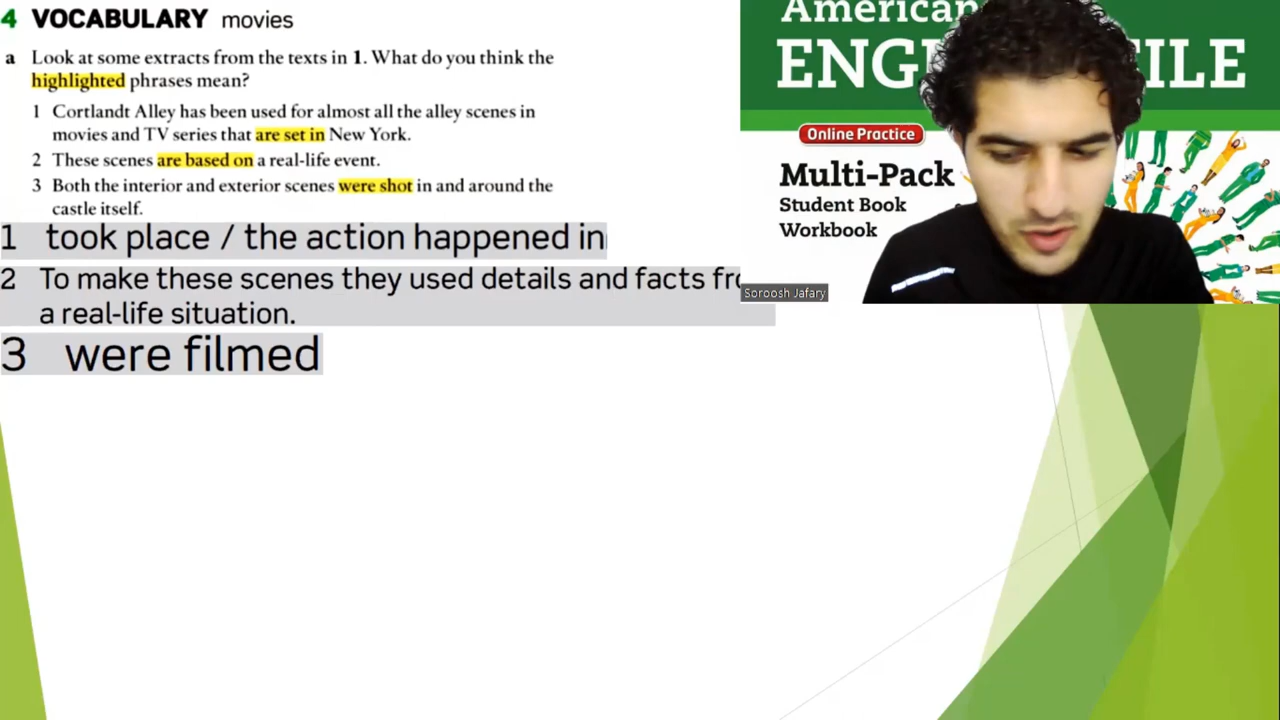 4 VOCABULARY movies
a Look at some extracts from the texts in 1. What do you think the
highlighted phrases mean?
1 Cortlandt Alley has been used for almost all the alley scenes in
movies and TV series that are set in New York.
2 These scenes are based on a real-life event.
3 Both the interior and exterior scenes were shot in and around the
castle itself.
1 took place / the action happened in
2 To make these scenes they used details and facts
a real-life situation.
3 were filmed
American
Online Practice
Multi-Pack
Student Book
Workbook
Soroosh Jafary